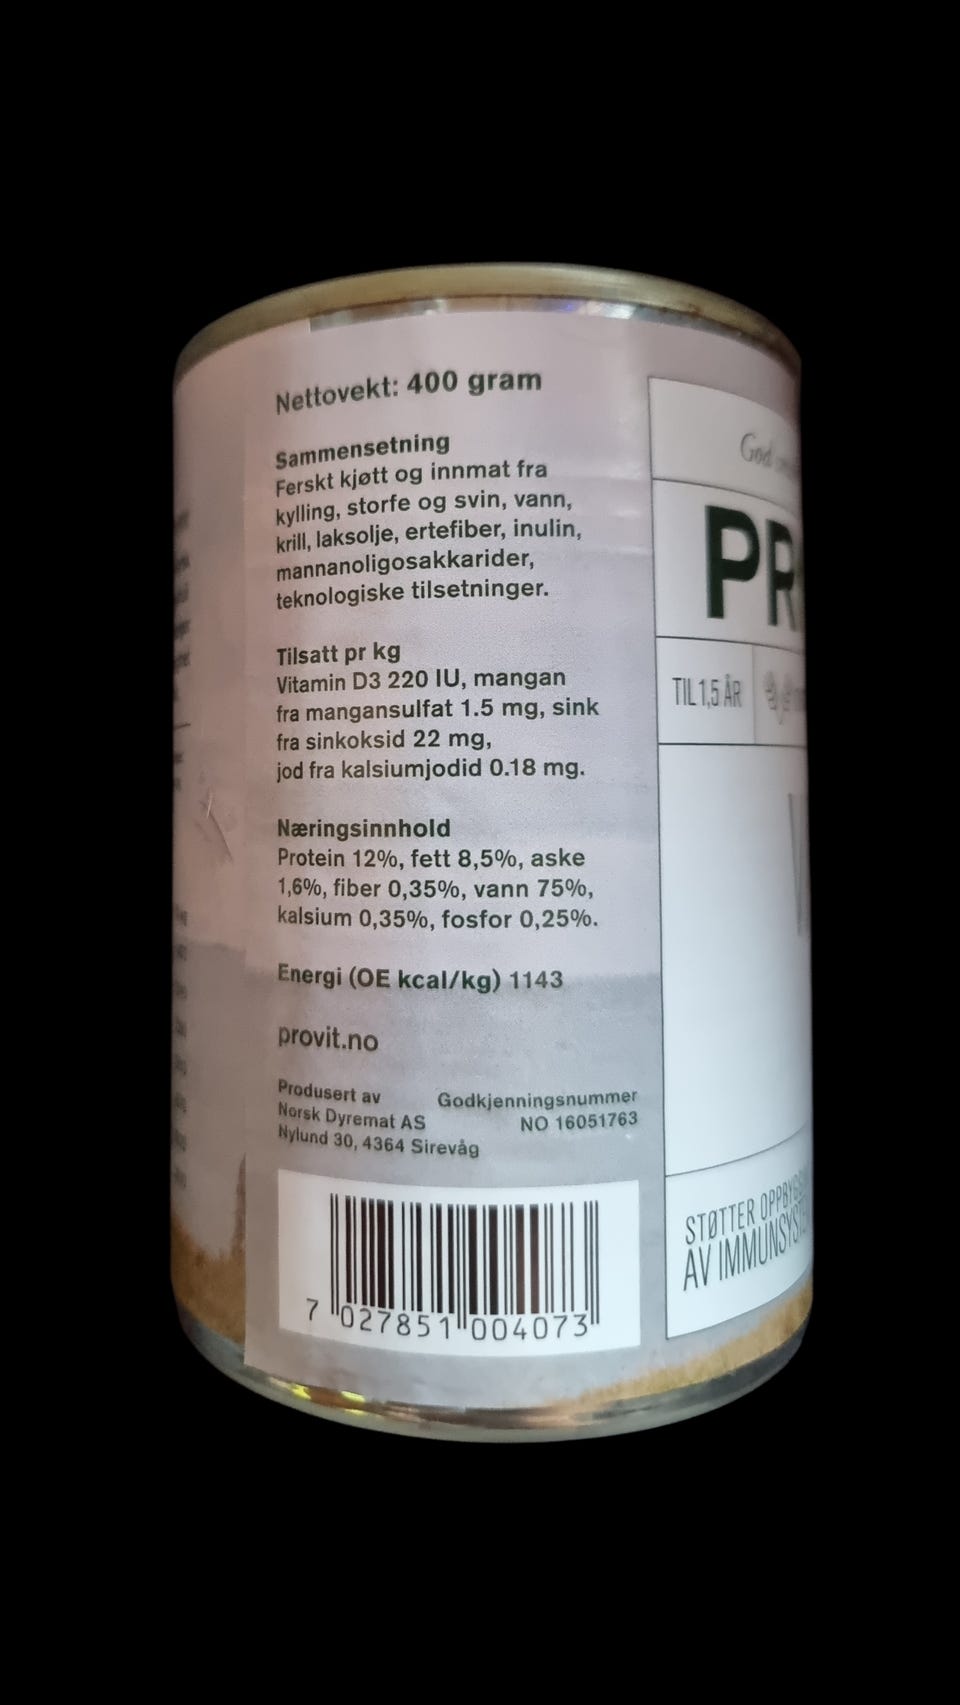 Nettovekt: 400 gram
Sammensetning
Ferskt kjøtt og innmat fra
kylling, storfe og svin, vann,
krill, laksolje, ertefiber, inulin,
mannanoligosakkarider,
teknologiske tilsetninger.
Tilsatt pr kg
Vitamin D3 220 IU, mangan
fra mangansulfat 1.5 mg, sink
fra sinkoksid 22 mg,
jod fra kalsiumjodid 0.18 mg.
Næringsinnhold
Protein 12%, fett 8,5%, aske
1,6%, fiber 0,35%, vann 75%,
kalsium 0,35%, fosfor 0,25%.
Energi (OE kcal/kg) 1143
provit.no
Produsert av
Norsk Dyremat AS
Nylund 30, 4364 Sirevåg
Godkjenningsnummer
NO 16051763
7 027851 004073
God
PR
TIL 1,5 ÅR
STØTTER
AV